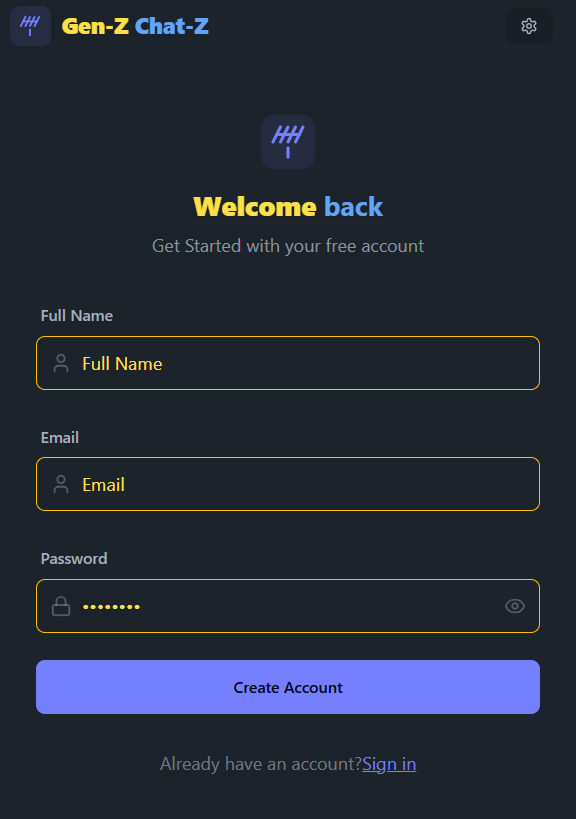 Gen-Z Chat-Z
Welcome back
Get Started with your free account
Full Name
Full Name
Email
Email
Password
••••••••
Create Account
Already have an account?Sign in